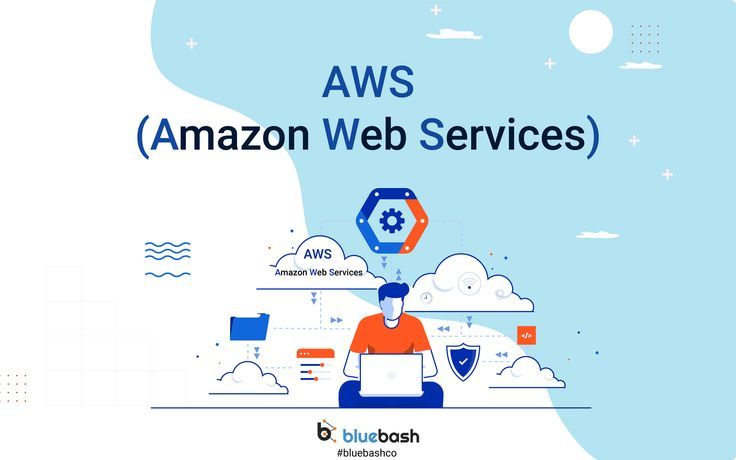 AWS
(Amazon Web Services)
AWS
Amazon Web Services
</>
bluebash
#bluebashco